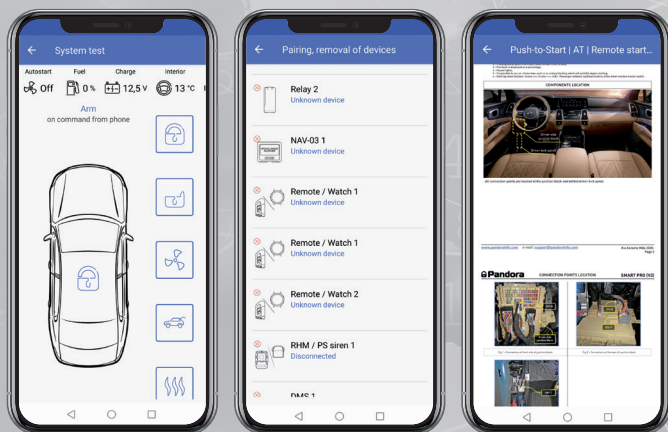 System test
Autostart
Fuel
Charge
Interior
Off
0 %
12,5 V
13 °C
Arm
on command from phone
Pairing, removal of devices
Relay 2
Unknown device
NAV-03 1
Unknown device
Remote / Watch 1
Unknown device
Remote / Watch 1
Unknown device
Remote / Watch 2
Unknown device
RHM / PS siren 1
Disconnected
DMS 1
Push-to-Start | AT | Remote start...
COMPONENTS LOCATION
Pandora
CONNECTION POINTS LOCATION
SMART PRO (V3)